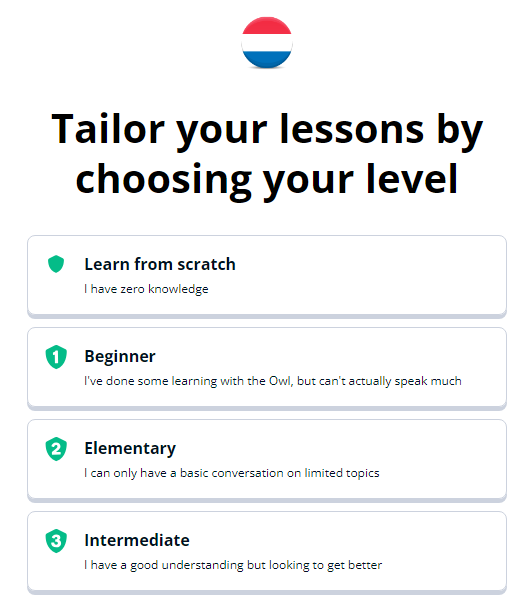 Tailor your lessons by
choosing your level
Learn from scratch
I have zero knowledge
1
Beginner
I've done some learning with the Owl, but can't actually speak much
2
Elementary
I can only have a basic conversation on limited topics
3
Intermediate
I have a good understanding but looking to get better